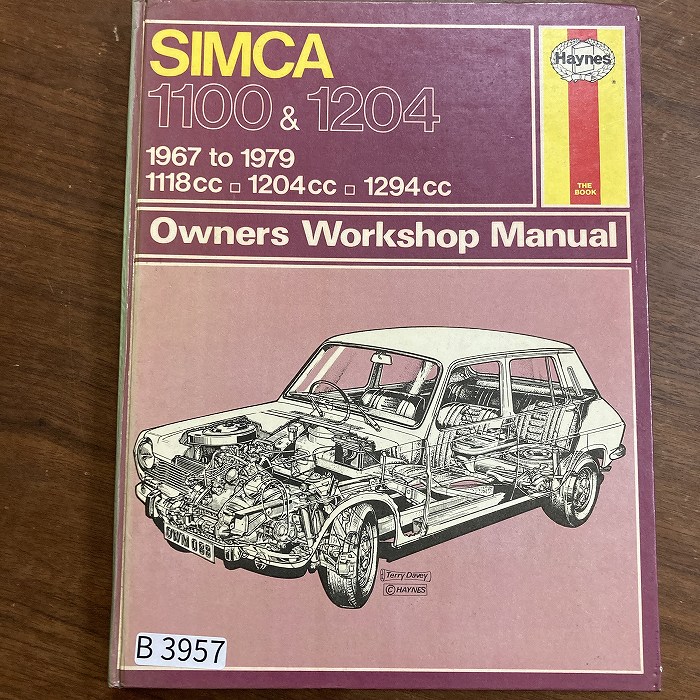 SIMCA
1100 & 1204
1967 to 1979
1118cc □ 1204cc □ 1294cc
Haynes
®
THE
BOOK
Owners Workshop Manual
Terry Davey
© HAYNES
B 3957